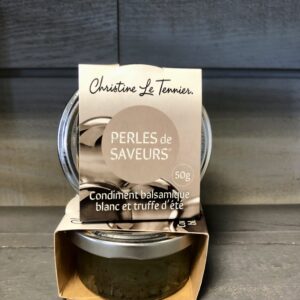 Christine Le Tennier.
PERLES de
SAVEURS
50g
Condiment balsamique
blanc et truffe d'été